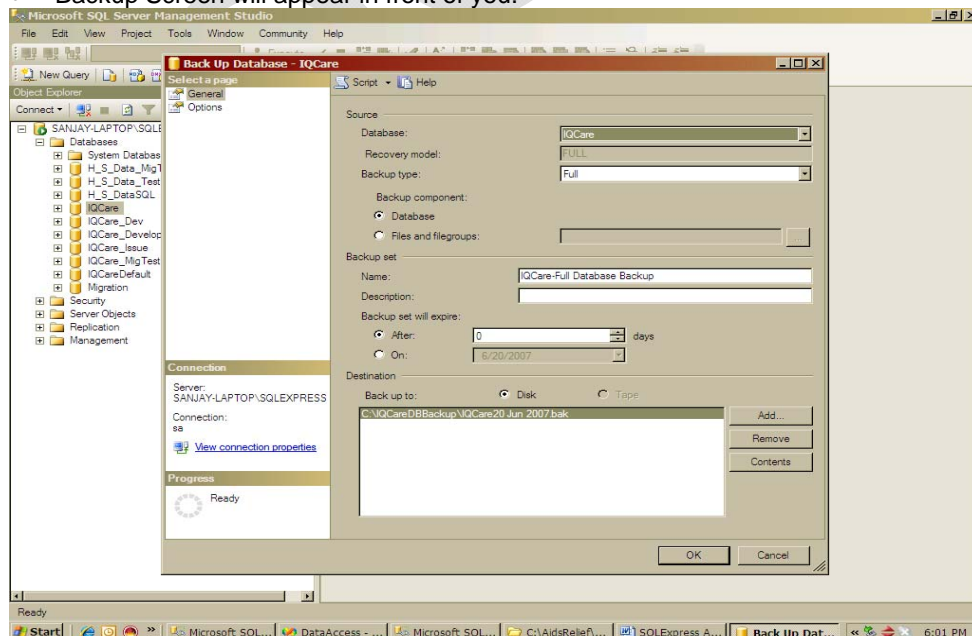 Backup Screen will appear in front of you.
Microsoft SQL Server Management Studio
File Edit View Project Tools Window Community Help
New Query
Object Explorer
Connect
SANJAY-LAPTOP\SQLE
Databases
System Databas
H_S_Data_MigT
H_S_Data_Test
H_S_DataSQL
IQCare
IQCare_Dev
IQCare_Develop
IQCare_Issue
IQCare_MigTest
IQCareDefault
Migration
Security
Server Objects
Replication
Management
Back Up Database - IQCare
Select a page
General
Options
Script Help
Source
Database: IQCare
Recovery model: FULL
Backup type: Full
Backup component:
Database
Files and filegroups:
Backup set
Name: IQCare-Full Database Backup
Description:
Backup set will expire:
After: 0 days
On: 6/20/2007
Destination
Back up to: Disk Tape
C:\IQCareDBBackup\IQCare20 Jun 2007.bak
Add...
Remove
Contents
Connection
Server:
SANJAY-LAPTOP\SQLEXPRESS
Connection:
sa
View connection properties
Progress
Ready
OK Cancel
Ready
Start Microsoft SQL... DataAccess - ... Microsoft SQL... C:\AidsRelief\... SQLExpress A... Back Up Dat... 6:01 PM